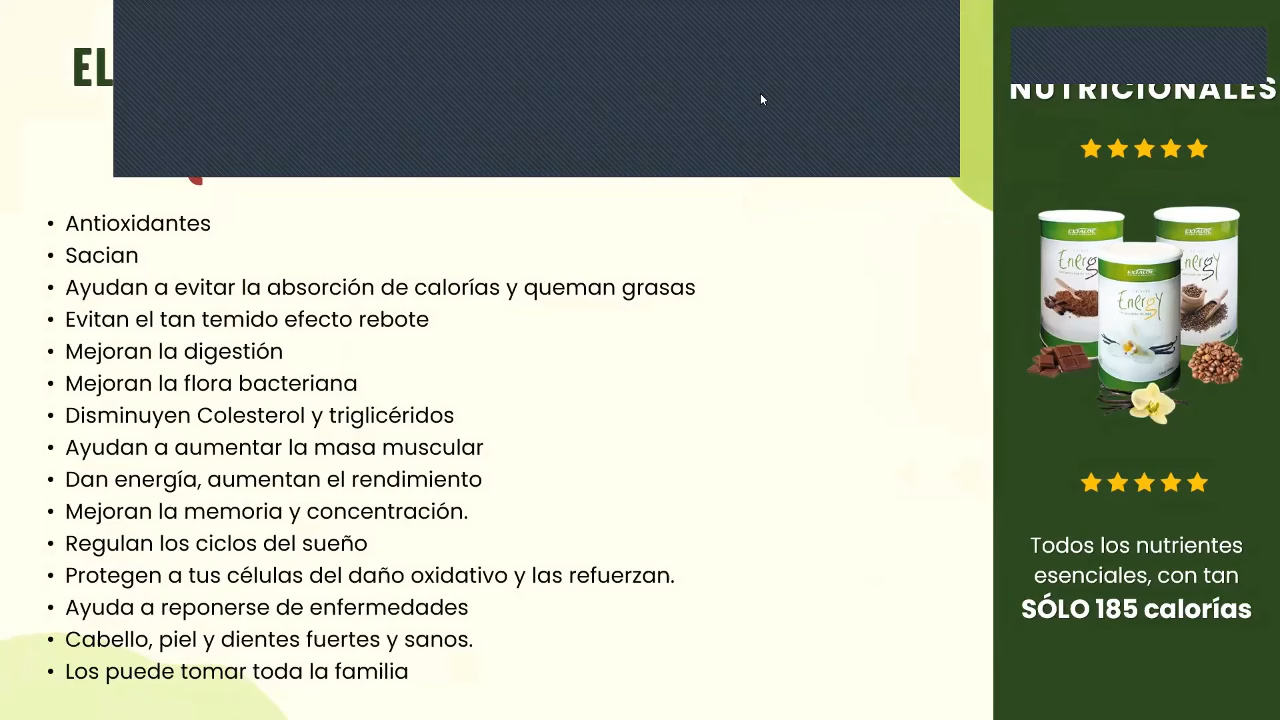 EL
NUTRICIONALES
• Antioxidantes
• Sacian
• Ayudan a evitar la absorción de calorías y queman grasas
• Evitan el tan temido efecto rebote
• Mejoran la digestión
• Mejoran la flora bacteriana
• Disminuyen Colesterol y triglicéridos
• Ayudan a aumentar la masa muscular
• Dan energía, aumentan el rendimiento
• Mejoran la memoria y concentración.
• Regulan los ciclos del sueño
• Protegen a tus células del daño oxidativo y las refuerzan.
• Ayuda a reponerse de enfermedades
• Cabello, piel y dientes fuertes y sanos.
• Los puede tomar toda la familia
EXIALOE
EXIALOE
EXIALOE
Energy
Todos los nutrientes
esenciales, con tan
SÓLO 185 calorías